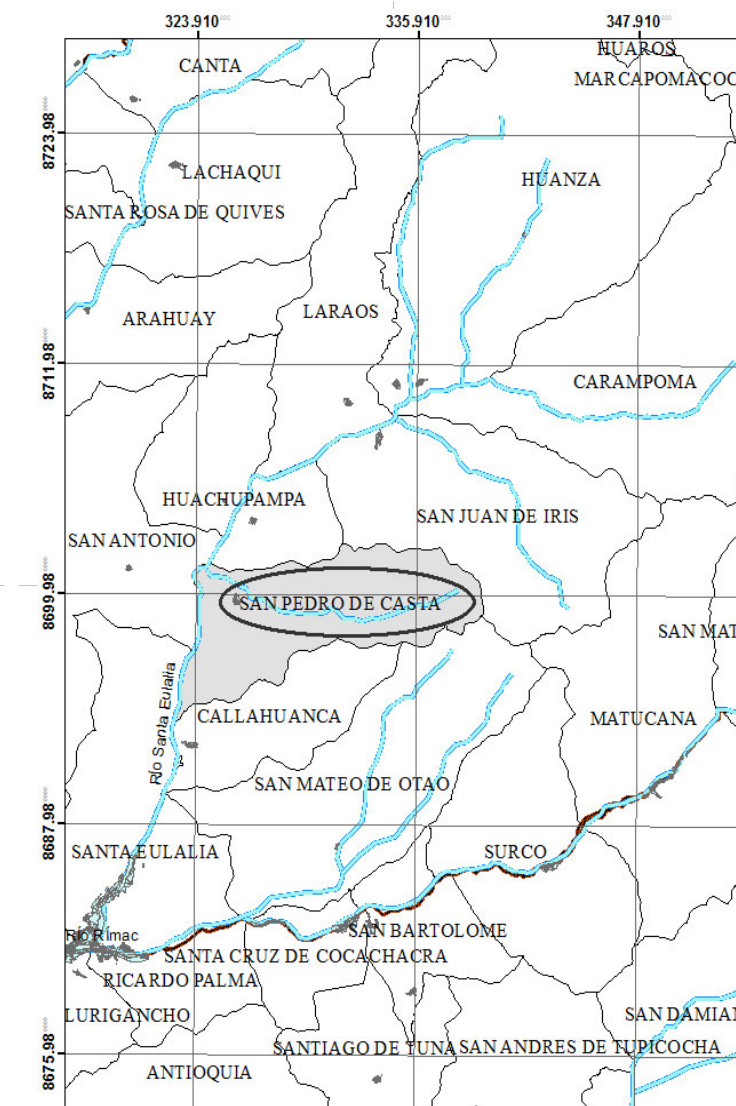 323.910 335.910 347.910
HUAROS
CANTA
MARCAPOMACOC
8723.98
LACHAQUI
HUANZA
SANTA ROSA DE QUIVES
LARAOS
ARAHUAY
8711.98
CARAMPOMA
HUACHUPAMPA
SAN JUAN DE IRIS
SAN ANTONIO
8699.98
SAN PEDRO DE CASTA
SAN MAT
Río Santa Eulalia
CALLAHUANCA
MATUCANA
SAN MATEO DE OTAO
8687.98
SANTA EULALIA
SURCO
Río Rímac
SAN BARTOLOME
SANTA CRUZ DE COCACHACRA
RICARDO PALMA
LURIGANCHO
SAN DAMIAN
SANTIAGO DE TUNA
SAN ANDRES DE TUPICOCHA
8675.98
ANTIOQUIA